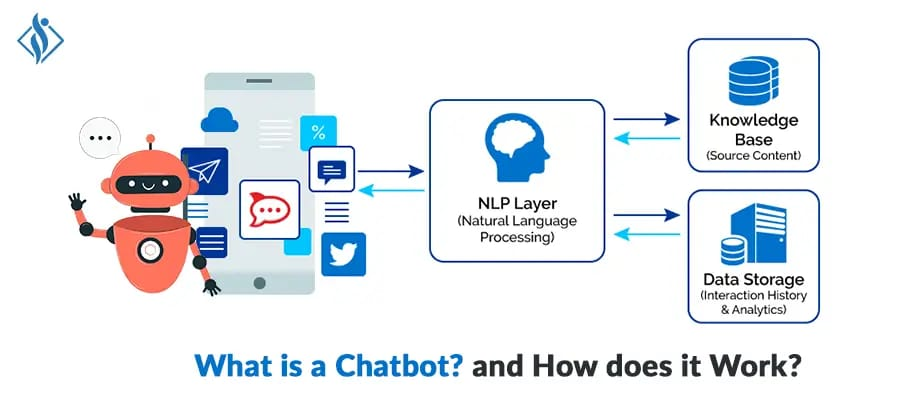 %
NLP Layer
(Natural Language
Processing)
Knowledge
Base
(Source Content)
Data Storage
(Interaction History
& Analytics)
What is a Chatbot? and How does it Work?